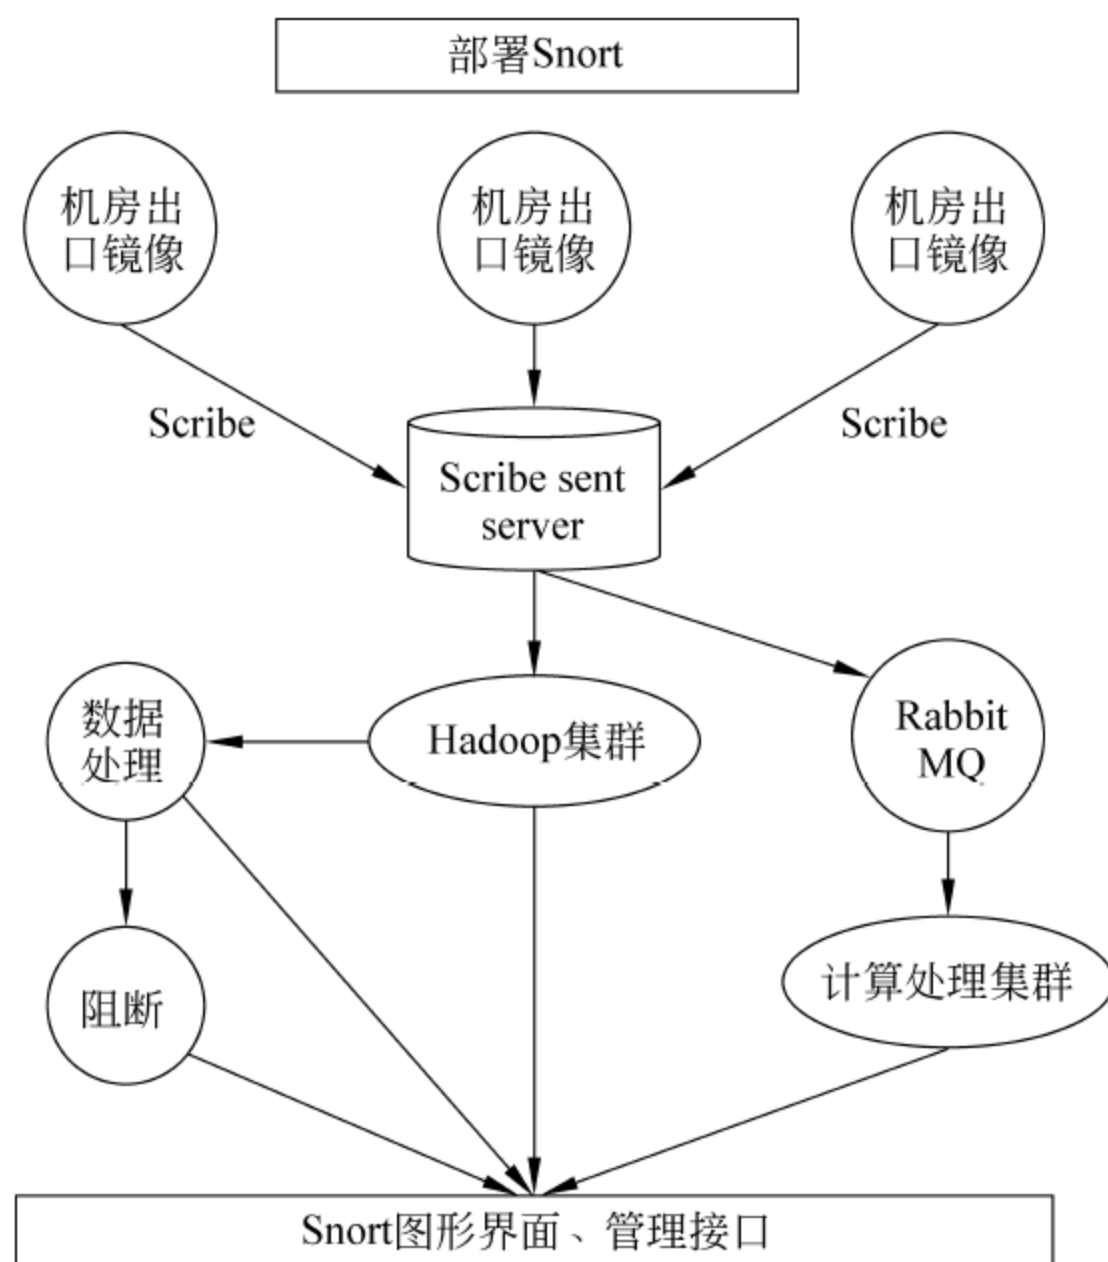 部署Snort
机房出
口镜像
机房出
口镜像
机房出
口镜像
Scribe
Scribe
Scribe sent
server
数据
处理
Hadoop集群
Rabbit
MQ
阻断
计算处理集群
Snort图形界面、管理接口